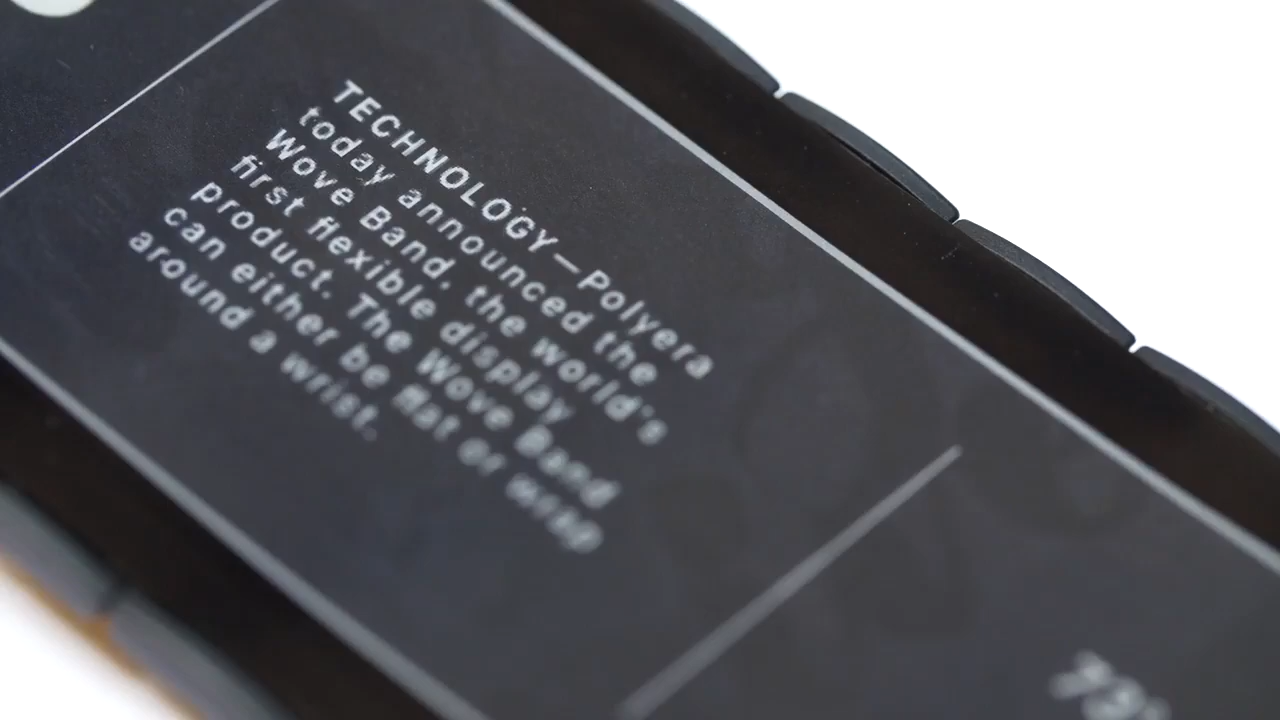 TECHNOLOGY—Polyera
today announced the
Wove Band, the world's
first flexible display
product. The Wove Band
can either be flat or wrap
around a wrist.